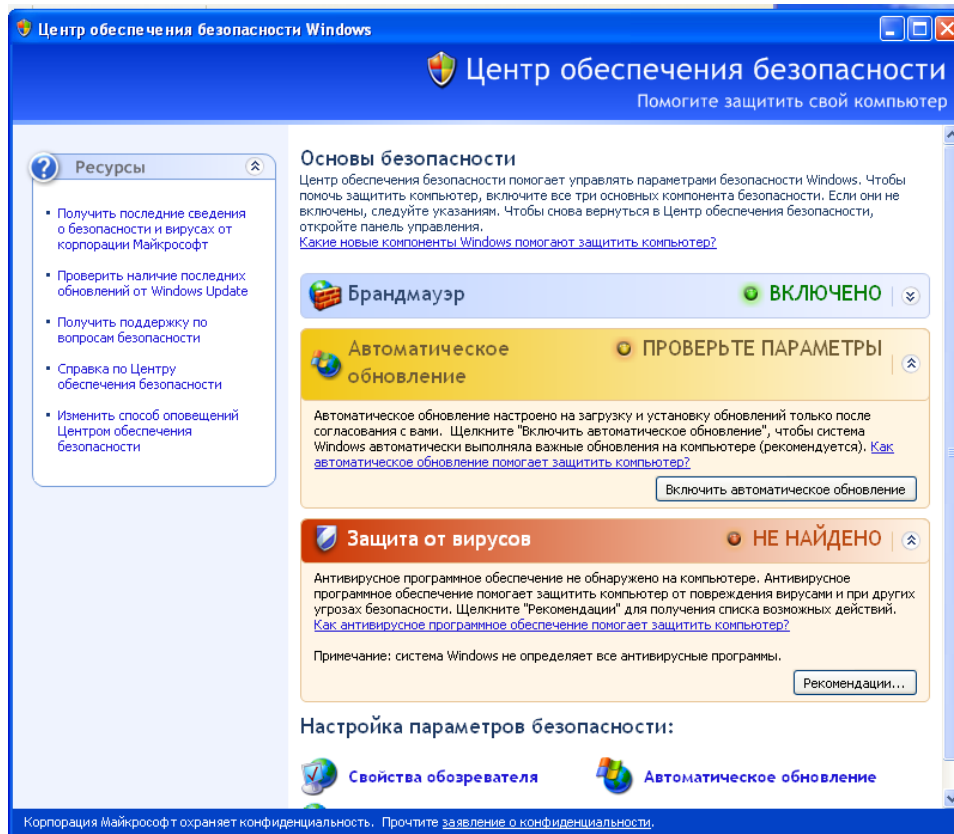 Центр обеспечения безопасности Windows
Центр обеспечения безопасности
Помогите защитить свой компьютер
Ресурсы
Получить последние сведения
о безопасности и вирусах от
корпорации Майкрософт
Проверить наличие последних
обновлений от Windows Update
Получить поддержку по
вопросам безопасности
Справка по Центру
обеспечения безопасности
Изменить способ оповещений
Центром обеспечения
безопасности
Основы безопасности
Центр обеспечения безопасности помогает управлять параметрами безопасности Windows. Чтобы
помочь защитить компьютер, включите все три основных компонента безопасности. Если они не
включены, следуйте указаниям. Чтобы снова вернуться в Центр обеспечения безопасности,
откройте панель управления.
Какие новые компоненты Windows помогают защитить компьютер?
Брандмауэр
ВКЛЮЧЕНО
Автоматическое
обновление
ПРОВЕРЬТЕ ПАРАМЕТРЫ
Автоматическое обновление настроено на загрузку и установку обновлений только после
согласования с вами. Щелкните "Включить автоматическое обновление", чтобы система
Windows автоматически выполняла важные обновления на компьютере (рекомендуется). Как
автоматическое обновление помогает защитить компьютер?
Включить автоматическое обновление
Защита от вирусов
НЕ НАЙДЕНО
Антивирусное программное обеспечение не обнаружено на компьютере. Антивирусное
программное обеспечение помогает защитить компьютер от повреждения вирусами и при других
угрозах безопасности. Щелкните "Рекомендации" для получения списка возможных действий.
Как антивирусное программное обеспечение помогает защитить компьютер?
Примечание: система Windows не определяет все антивирусные программы.
Рекомендации...
Настройка параметров безопасности:
Свойства обозревателя
Автоматическое обновление
Корпорация Майкрософт охраняет конфиденциальность. Прочтите заявление о конфиденциальности.